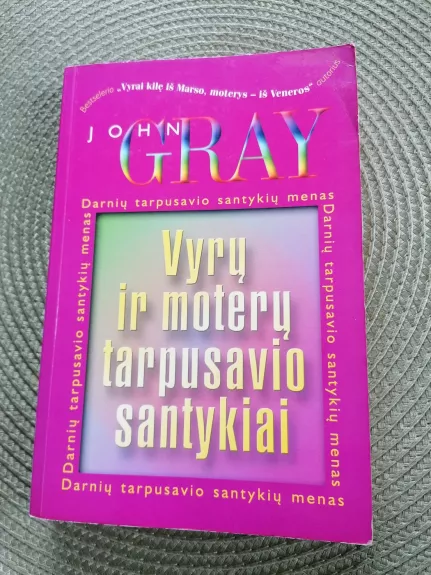 Bestselerio „Vyrai kilę iš Marso, moterys – iš Veneros“ autorius
JOHN
GRAY
Darnių tarpusavio santykių menas
Darnių tarpusavio santykių menas
Vyrų
ir moterų
tarpusavio
santykiai
Darnių tarpusavio santykių menas
Darnių tarpusavio santykių menas